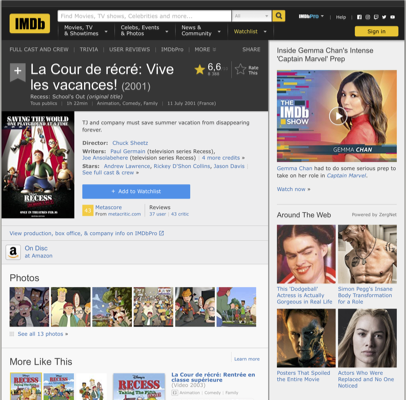 IMDb
Find Movies, TV shows, Celebrities and more...
All
IMDbPro
Help
Movies, TV
& Showtimes
Celebs, Events
& Photos
News &
Community
Watchlist
Sign in
FULL CAST AND CREW | TRIVIA | USER REVIEWS | IMDbPro | MORE
SHARE
La Cour de récré: Vive
les vacances! (2001)
Recess: School's Out (original title)
Tous publics | 1h 22min | Animation, Comedy, Family | 11 July 2001 (France)
6,6
Rate
This
SAVING THE WORLD
ONE PLAYGROUND AT A TIME.
RECESS
TJ and company must save summer vacation from disappearing
forever.
Director: Chuck Sheetz
Writers: Paul Germain (television series Recess),
Joe Ansolabehere (television series Recess) | 4 more credits »
Stars: Andrew Lawrence, Rickey D'Shon Collins, Jason Davis |
See full cast & crew »
+ Add to Watchlist
Metascore
From metacritic.com
Reviews
37 user | 43 critic
View production, box office, & company info on IMDbPro
On Disc
at Amazon
Photos
See all 13 photos »
More Like This
Learn more
RECESS
RECESS
Taking The Fifth
La Cour de récré: Rentrée en
classe supérieure
(Video 2003)
Animation | Comedy | Family
Inside Gemma Chan's Intense
'Captain Marvel' Prep
THE
IMDb
SHOW
GEMMA CHAN
Gemma Chan had to do some serious prep to
take on her role in Captain Marvel.
Watch now »
Around The Web
Powered by ZergNet
This 'Dodgeball'
Actress is Actually
Gorgeous in Real Life
Simon Pegg's Insane
Body Transformation
for a Role
Posters That Spoiled
the Entire Movie
Actors Who Were
Replaced and No One
Noticed